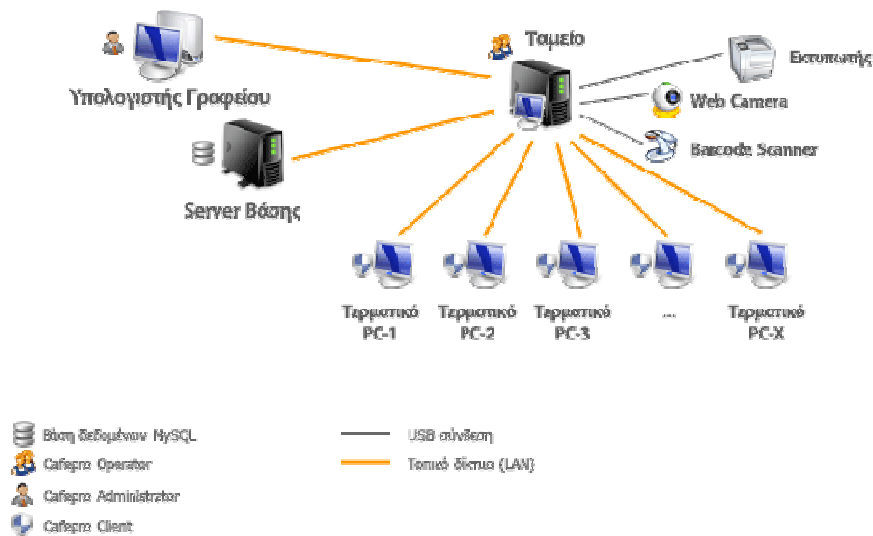 Ταμείο
Εκτυπωτής
Υπολογιστής Γραφείου
Web Camera
Barcode Scanner
Server Βάσης
Τερματικό PC-1
Τερματικό PC-2
Τερματικό PC-3
...
Τερματικό PC-X
Βάση δεδομένων MySQL
USB σύνδεση
Cafepro Operator
Τοπικό δίκτυο (LAN)
Cafepro Administrator
Cafepro Client